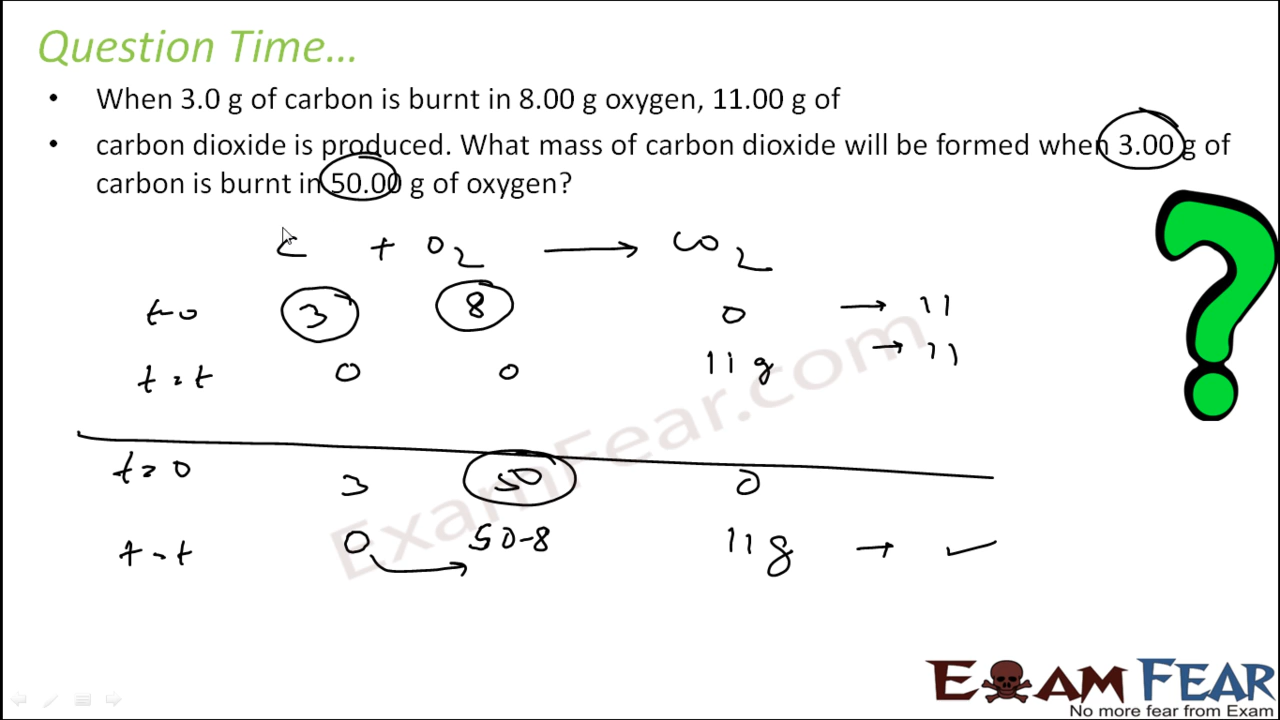 Question Time...
• When 3.0 g of carbon is burnt in 8.00 g oxygen, 11.00 g of
• carbon dioxide is produced. What mass of carbon dioxide will be formed when 3.00 g of
carbon is burnt in 50.00 g of oxygen?
C + O2 → CO2
t=0 3 8 0 → 11
t=t 0 0 11 g → 11
t=0 3 50 0
t=t 0 50-8 11g → ✓
ExamFear.com
EXAM FEAR
No more fear from Exam